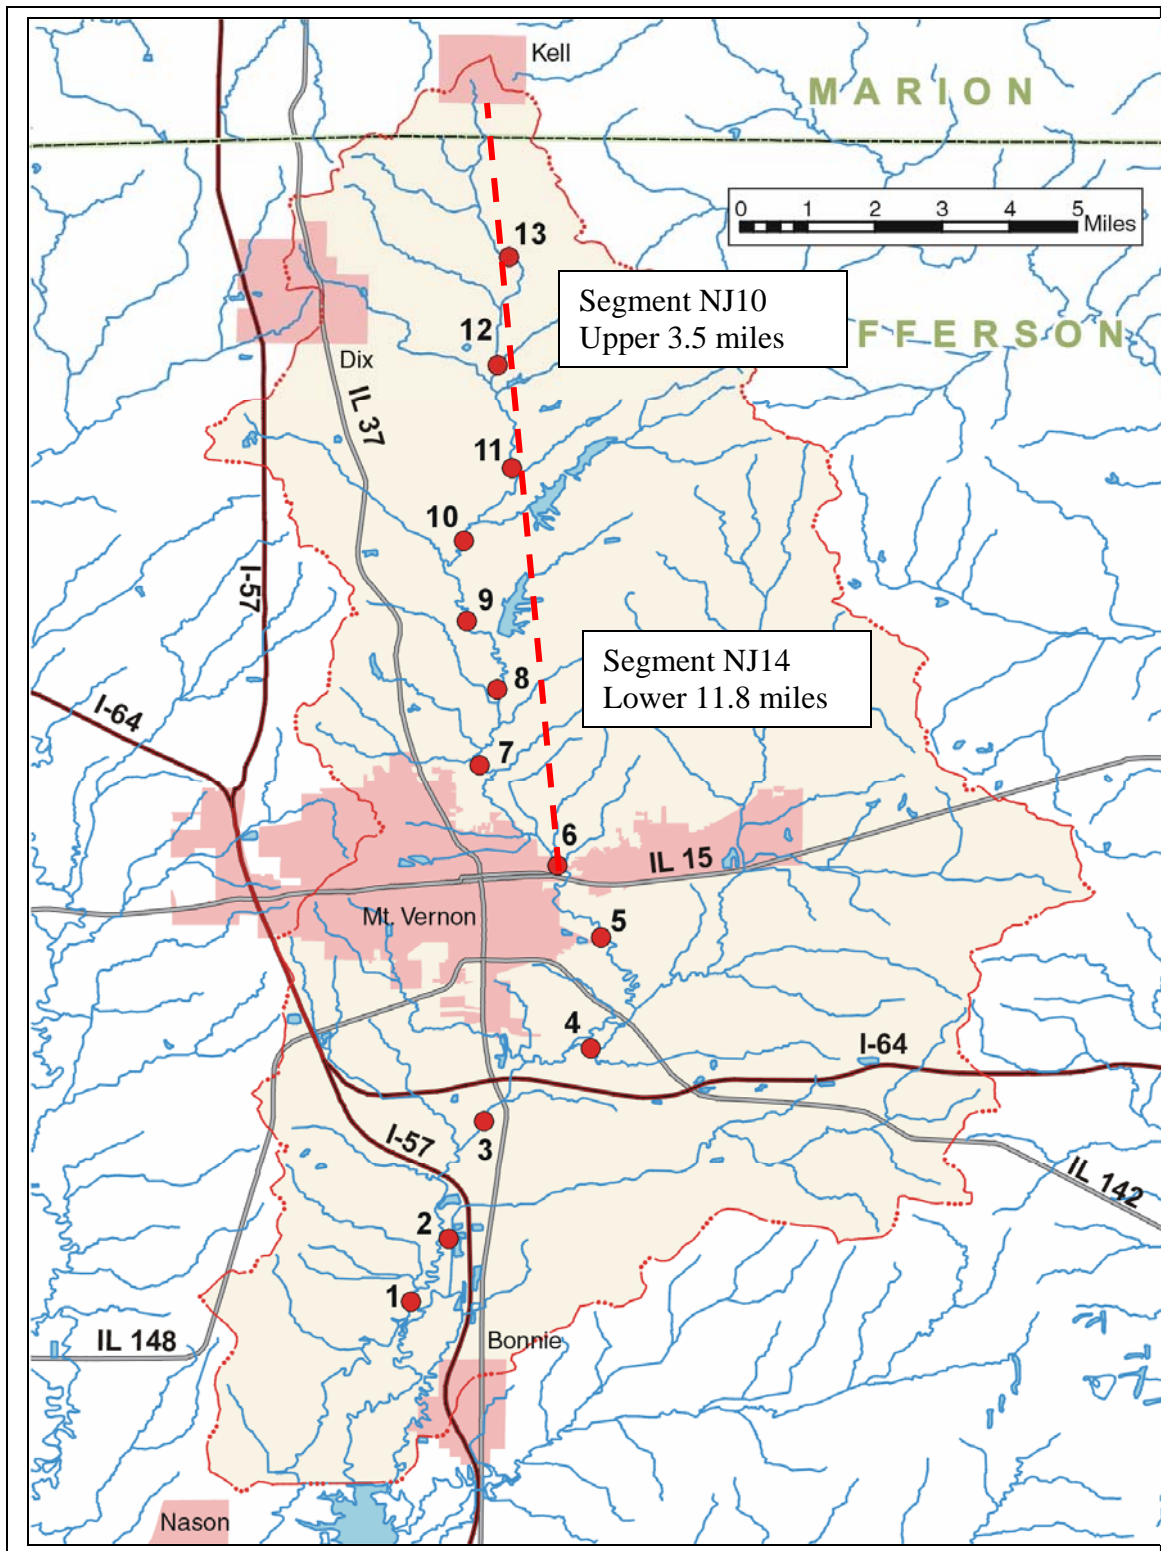 Kell
MARION
0 1 2 3 4 5
Miles
13
Segment NJ10
Upper 3.5 miles
FFERSON
12
Dix
IL 37
11
10
I-57
9
Segment NJ14
Lower 11.8 miles
8
I-64
7
6
IL 15
Mt. Vernon
5
4
I-64
3
I-57
IL 142
2
1
IL 148
Bonnie
Nason